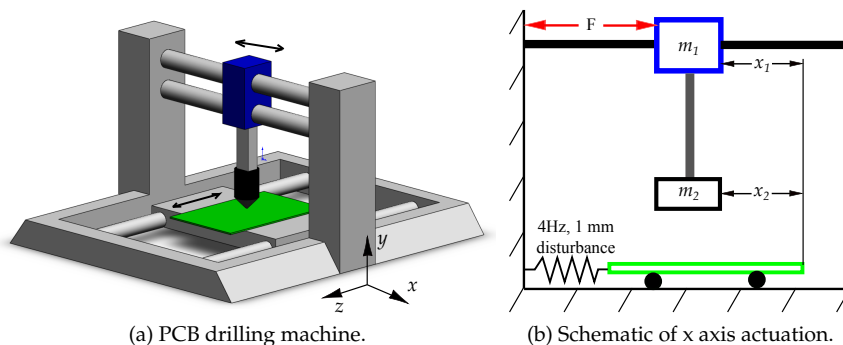 y
x
z
(a) PCB drilling machine.
F
m1
x1
m2
x2
4Hz, 1 mm
disturbance
(b) Schematic of x axis actuation.